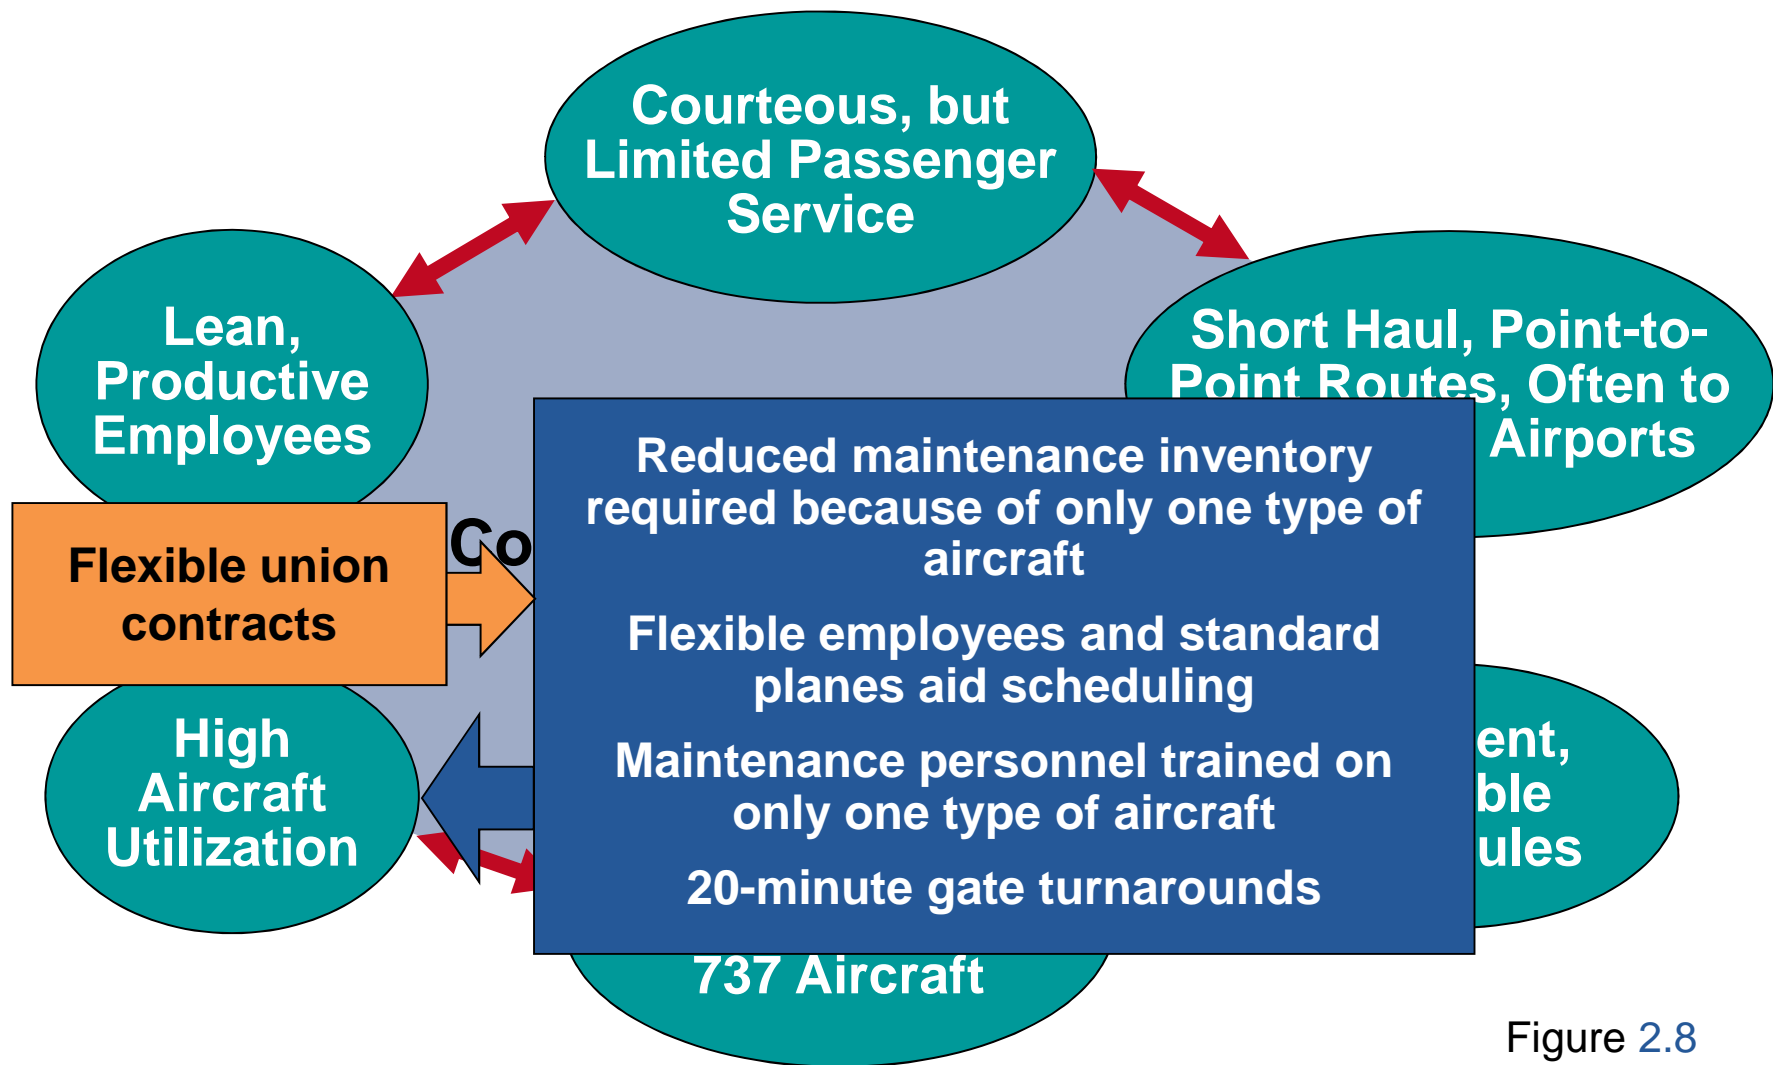 Courteous, but
Limited Passenger
Service
Lean,
Productive
Employees
Short Haul, Point-to-
Point Routes, Often to
Airports
Flexible union
contracts
Co
Reduced maintenance inventory
required because of only one type of
aircraft
Flexible employees and standard
planes aid scheduling
Maintenance personnel trained on
only one type of aircraft
20-minute gate turnarounds
High
Aircraft
Utilization
ent,
ble
ules
737 Aircraft
Figure 2.8